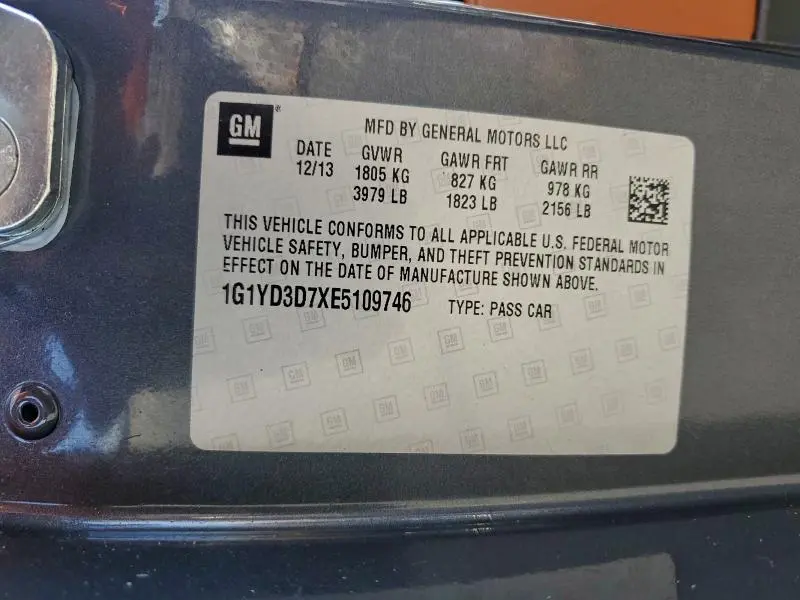 GM®
MFD BY GENERAL MOTORS LLC
DATE GVWR GAWR FRT GAWR RR
12/13 1805 KG 827 KG 978 KG
3979 LB 1823 LB 2156 LB
THIS VEHICLE CONFORMS TO ALL APPLICABLE U.S. FEDERAL MOTOR
VEHICLE SAFETY, BUMPER, AND THEFT PREVENTION STANDARDS IN
EFFECT ON THE DATE OF MANUFACTURE SHOWN ABOVE.
1G1YD3D7XE5109746 TYPE: PASS CAR